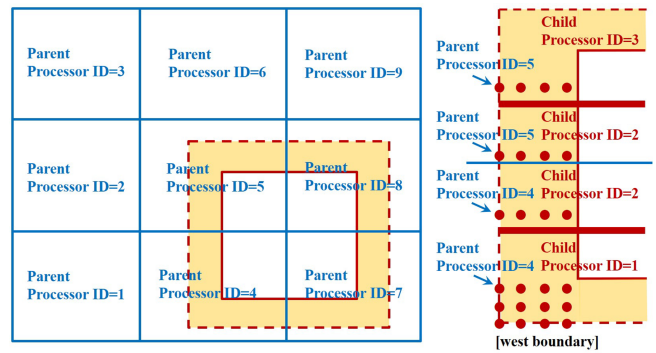 Parent
Processor ID=3
Parent
Processor ID=6
Parent
Processor ID=9
Parent
Processor ID=2
Parent
Processor ID=5
Parent
Processor ID=8
Parent
Processor ID=1
Parent
Processor ID=4
Parent
Processor ID=7
Parent
Processor ID=5
Child
Processor ID=3
Parent
Processor ID=5
Child
Processor ID=2
Parent
Processor ID=4
Child
Processor ID=2
Parent
Processor ID=4
Child
Processor ID=1
[west boundary]